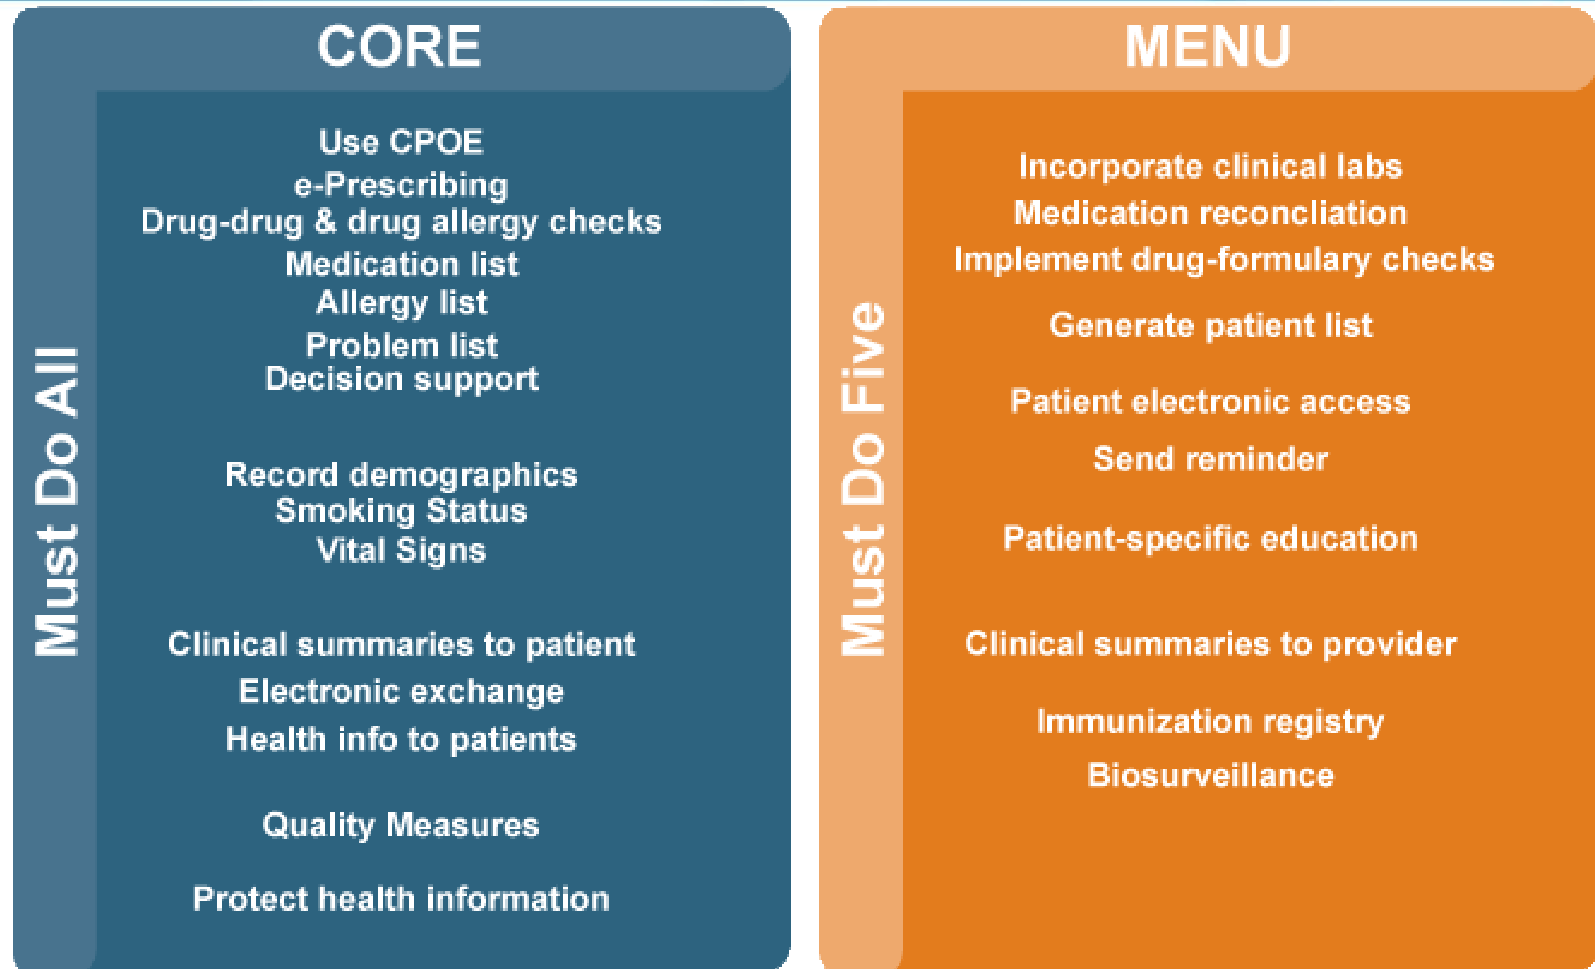 CORE
Must Do All
Use CPOE
e-Prescribing
Drug-drug & drug allergy checks
Medication list
Allergy list
Problem list
Decision support
Record demographics
Smoking Status
Vital Signs
Clinical summaries to patient
Electronic exchange
Health info to patients
Quality Measures
Protect health information
MENU
Must Do Five
Incorporate clinical labs
Medication reconcliation
Implement drug-formulary checks
Generate patient list
Patient electronic access
Send reminder
Patient-specific education
Clinical summaries to provider
Immunization registry
Biosurveillance